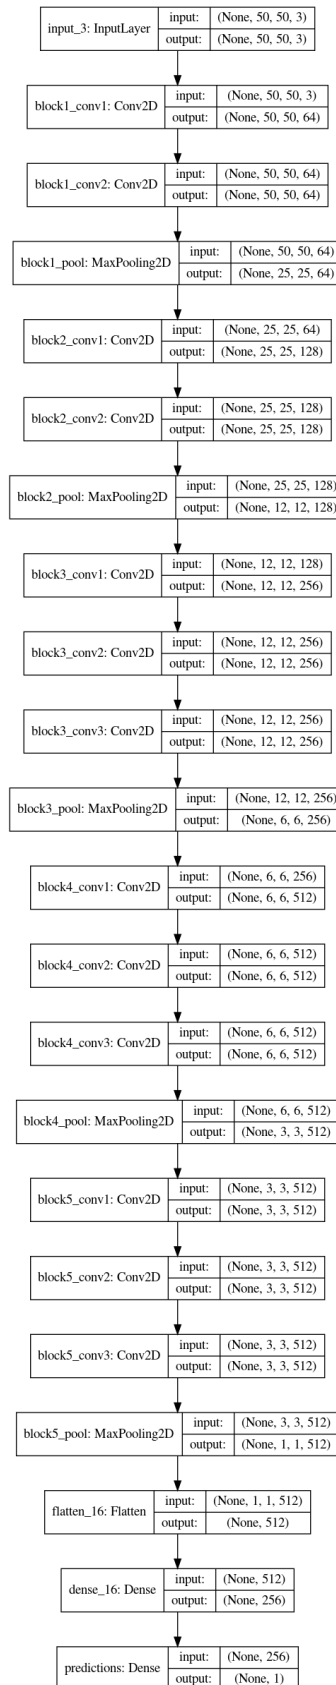 input_3: InputLayer
input: (None, 50, 50, 3)
output: (None, 50, 50, 3)
block1_conv1: Conv2D
input: (None, 50, 50, 3)
output: (None, 50, 50, 64)
block1_conv2: Conv2D
input: (None, 50, 50, 64)
output: (None, 50, 50, 64)
block1_pool: MaxPooling2D
input: (None, 50, 50, 64)
output: (None, 25, 25, 64)
block2_conv1: Conv2D
input: (None, 25, 25, 64)
output: (None, 25, 25, 128)
block2_conv2: Conv2D
input: (None, 25, 25, 128)
output: (None, 25, 25, 128)
block2_pool: MaxPooling2D
input: (None, 25, 25, 128)
output: (None, 12, 12, 128)
block3_conv1: Conv2D
input: (None, 12, 12, 128)
output: (None, 12, 12, 256)
block3_conv2: Conv2D
input: (None, 12, 12, 256)
output: (None, 12, 12, 256)
block3_conv3: Conv2D
input: (None, 12, 12, 256)
output: (None, 12, 12, 256)
block3_pool: MaxPooling2D
input: (None, 12, 12, 256)
output: (None, 6, 6, 256)
block4_conv1: Conv2D
input: (None, 6, 6, 256)
output: (None, 6, 6, 512)
block4_conv2: Conv2D
input: (None, 6, 6, 512)
output: (None, 6, 6, 512)
block4_conv3: Conv2D
input: (None, 6, 6, 512)
output: (None, 6, 6, 512)
block4_pool: MaxPooling2D
input: (None, 6, 6, 512)
output: (None, 3, 3, 512)
block5_conv1: Conv2D
input: (None, 3, 3, 512)
output: (None, 3, 3, 512)
block5_conv2: Conv2D
input: (None, 3, 3, 512)
output: (None, 3, 3, 512)
block5_conv3: Conv2D
input: (None, 3, 3, 512)
output: (None, 3, 3, 512)
block5_pool: MaxPooling2D
input: (None, 3, 3, 512)
output: (None, 1, 1, 512)
flatten_16: Flatten
input: (None, 1, 1, 512)
output: (None, 512)
dense_16: Dense
input: (None, 512)
output: (None, 256)
predictions: Dense
input: (None, 256)
output: (None, 1)